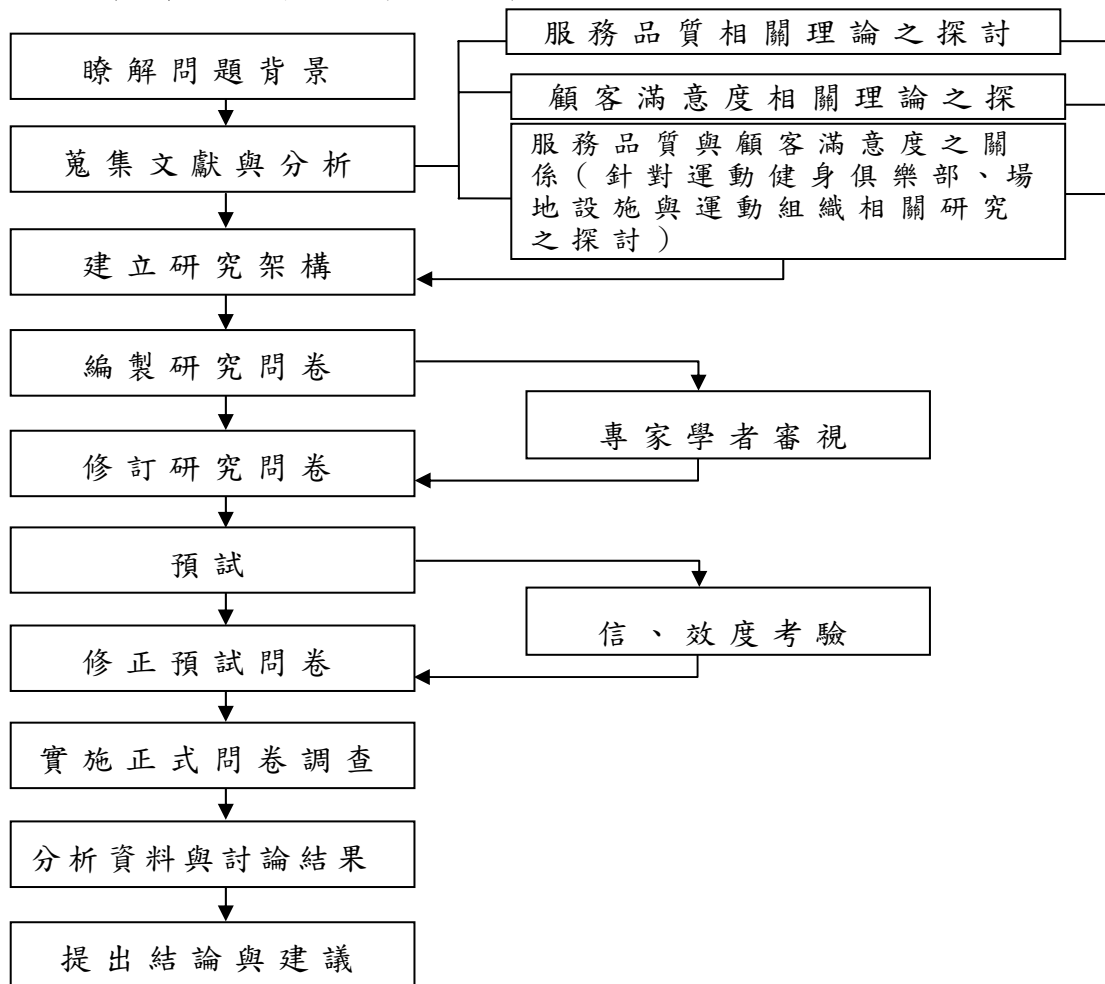 瞭解問題背景
蒐集文獻與分析
服務品質相關理論之探討
顧客滿意度相關理論之探
服務品質與顧客滿意度之關
係(針對運動健身俱樂部、場
地設施與運動組織相關研究
之探討)
建立研究架構
編製研究問卷
專家學者審視
修訂研究問卷
預試
信、效度考驗
修正預試問卷
實施正式問卷調查
分析資料與討論結果
提出結論與建議